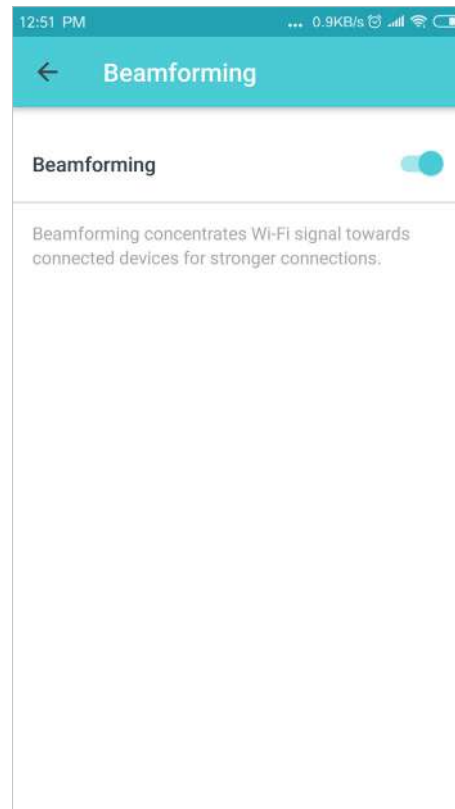 12:51 PM ... 0.9KB/s
Beamforming
Beamforming
Beamforming concentrates Wi-Fi signal towards
connected devices for stronger connections.